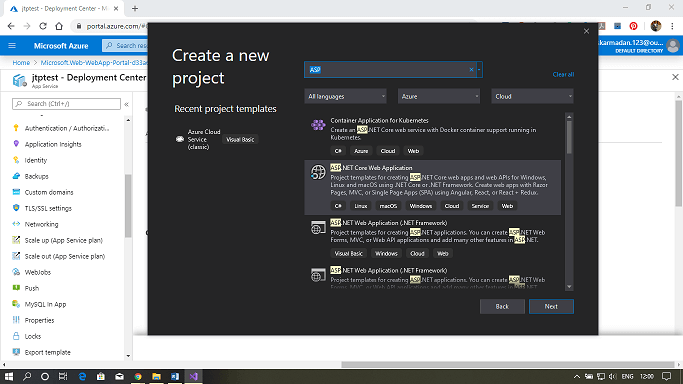 jtptest - Deployment Center
portal.azure.com/#
Microsoft Azure
Search resou
karmadan.123@ou...
DEFAULT DIRECTORY
Home > Microsoft.Web-WebApp-Portal-d33a
jtptest - Deployment Center
App Service
Search (Ctrl+/)
Authentication / Authorizati...
Application Insights
Identity
Backups
Custom domains
TLS/SSL settings
Networking
Scale up (App Service plan)
Scale out (App Service plan)
WebJobs
Push
MySQL In App
Properties
Locks
Export template
Create a new
project
Recent project templates
Azure Cloud
Service
(classic)
Visual Basic
ASP
Clear all
All languages
Azure
Cloud
Container Application for Kubernetes
Create an ASP.NET Core web service with Docker container support running in
Kubernetes.
C# Azure Cloud Web
ASP.NET Core Web Application
Project templates for creating ASP.NET Core web apps and web APIs for Windows,
Linux and macOS using .NET Core or .NET Framework. Create web apps with Razor
Pages, MVC, or Single Page Apps (SPA) using Angular, React, or React + Redux.
C# Linux macOS Windows Cloud Service Web
ASP.NET Web Application (.NET Framework)
Project templates for creating ASP.NET applications. You can create ASP.NET Web
Forms, MVC, or Web API applications and add many other features in ASP.NET.
Visual Basic Windows Cloud Web
ASP.NET Web Application (.NET Framework)
Project templates for creating ASP.NET applications. You can create ASP.NET Web
Forms, MVC, or Web API applications and add many other features in ASP.NET.
Back
Next
ENG
12:00